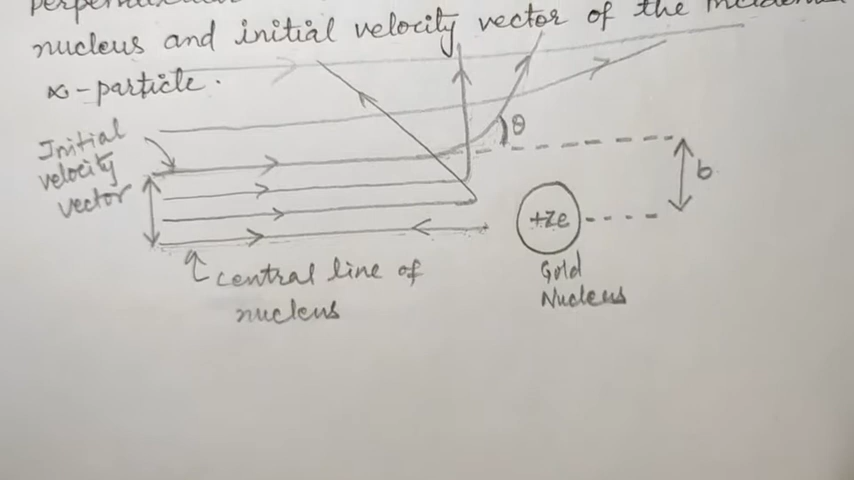 nucleus and initial velocity vector of the
∝-particle.
Initial
velocity
vector
θ
b
+Ze
central line of
nucleus
Gold
Nucleus